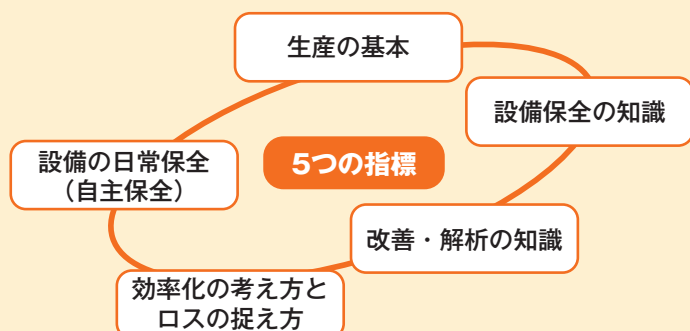 生産の基本
設備保全の知識
設備の日常保全
（自主保全）
5つの指標
改善・解析の知識
効率化の考え方と
ロスの捉え方